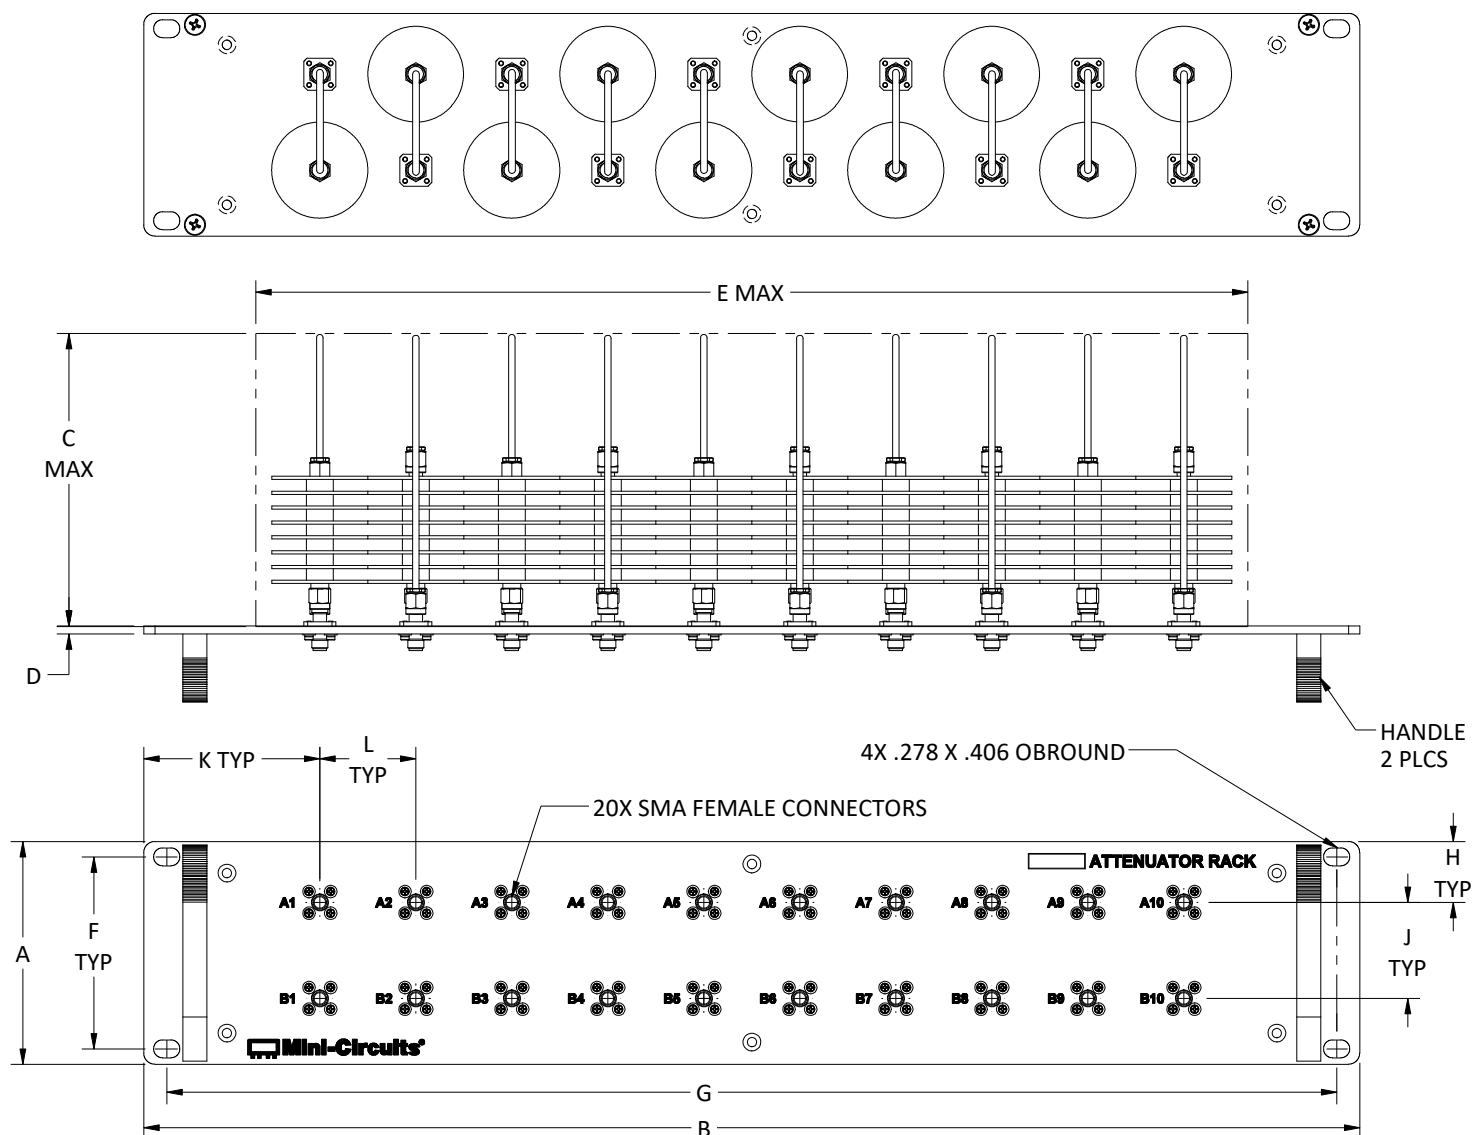 E MAX
C
MAX
D
HANDLE
2 PLCS
K TYP
L
TYP
4X .278 X .406 OBROUND
20X SMA FEMALE CONNECTORS
ATTENUATOR RACK
H
TYP
A1 A2 A3 A4 A5 A6 A7 A8 A9 A10
A
F
TYP
J
TYP
B1 B2 B3 B4 B5 B6 B7 B8 B9 B10
Mini-Circuits®
G
B